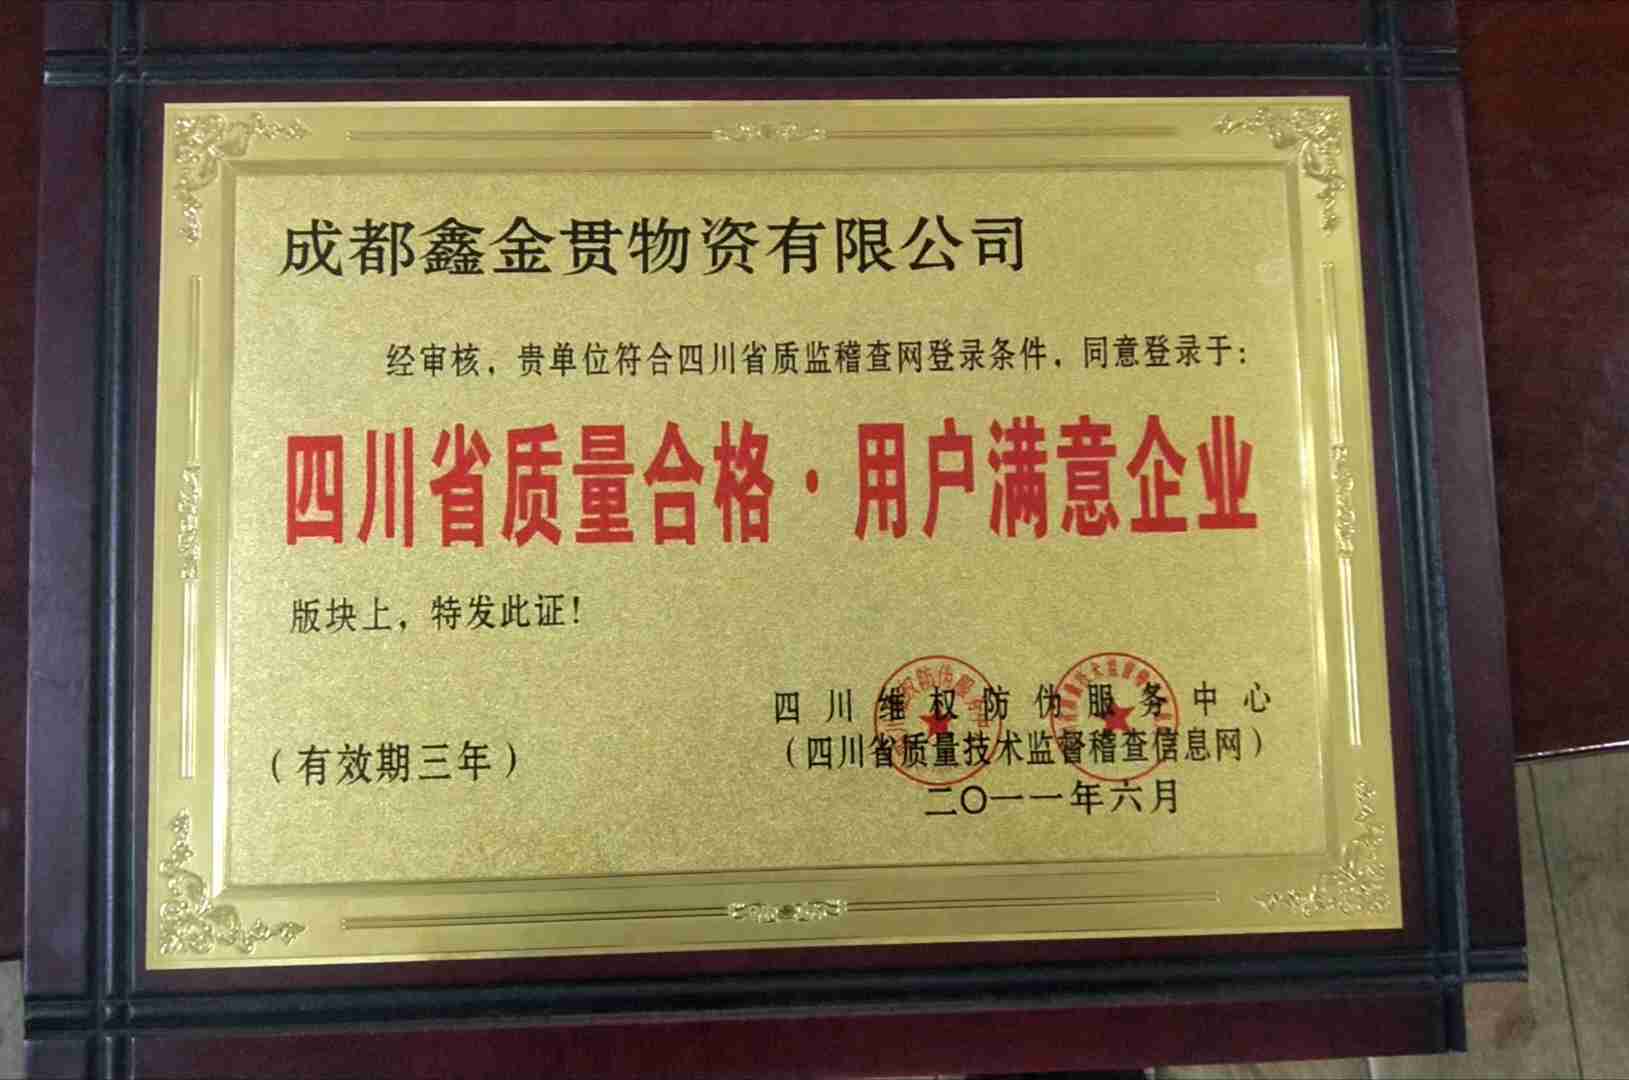 成都鑫金贯物资有限公司
经审核，贵单位符合四川省质监稽查网登录条件，同意登录于：
四川省质量合格·用户满意企业
版块上，特发此证！
四川维权防伪服务中心
（四川省质量技术监督稽查信息网）
二〇一一年六月
（有效期三年）